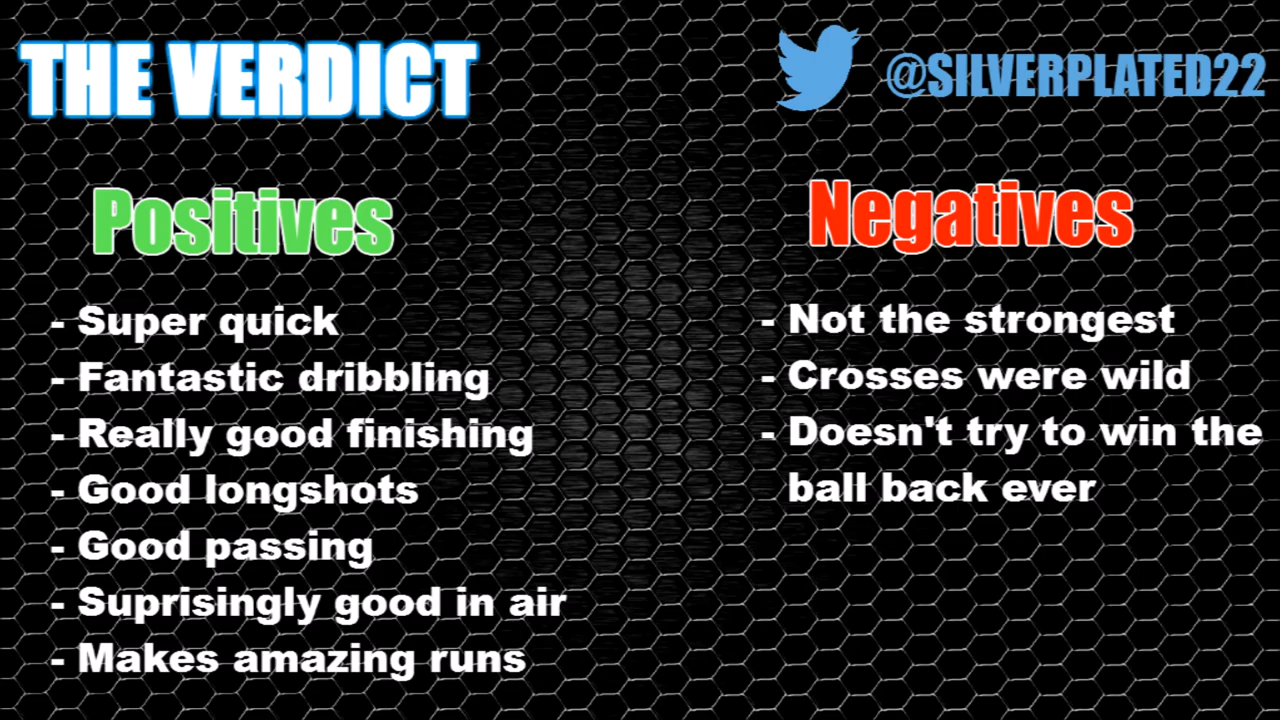 THE VERDICT
@SILVERPLATED22
Positives
- Super quick
- Fantastic dribbling
- Really good finishing
- Good longshots
- Good passing
- Suprisingly good in air
- Makes amazing runs
Negatives
- Not the strongest
- Crosses were wild
- Doesn't try to win the
ball back ever